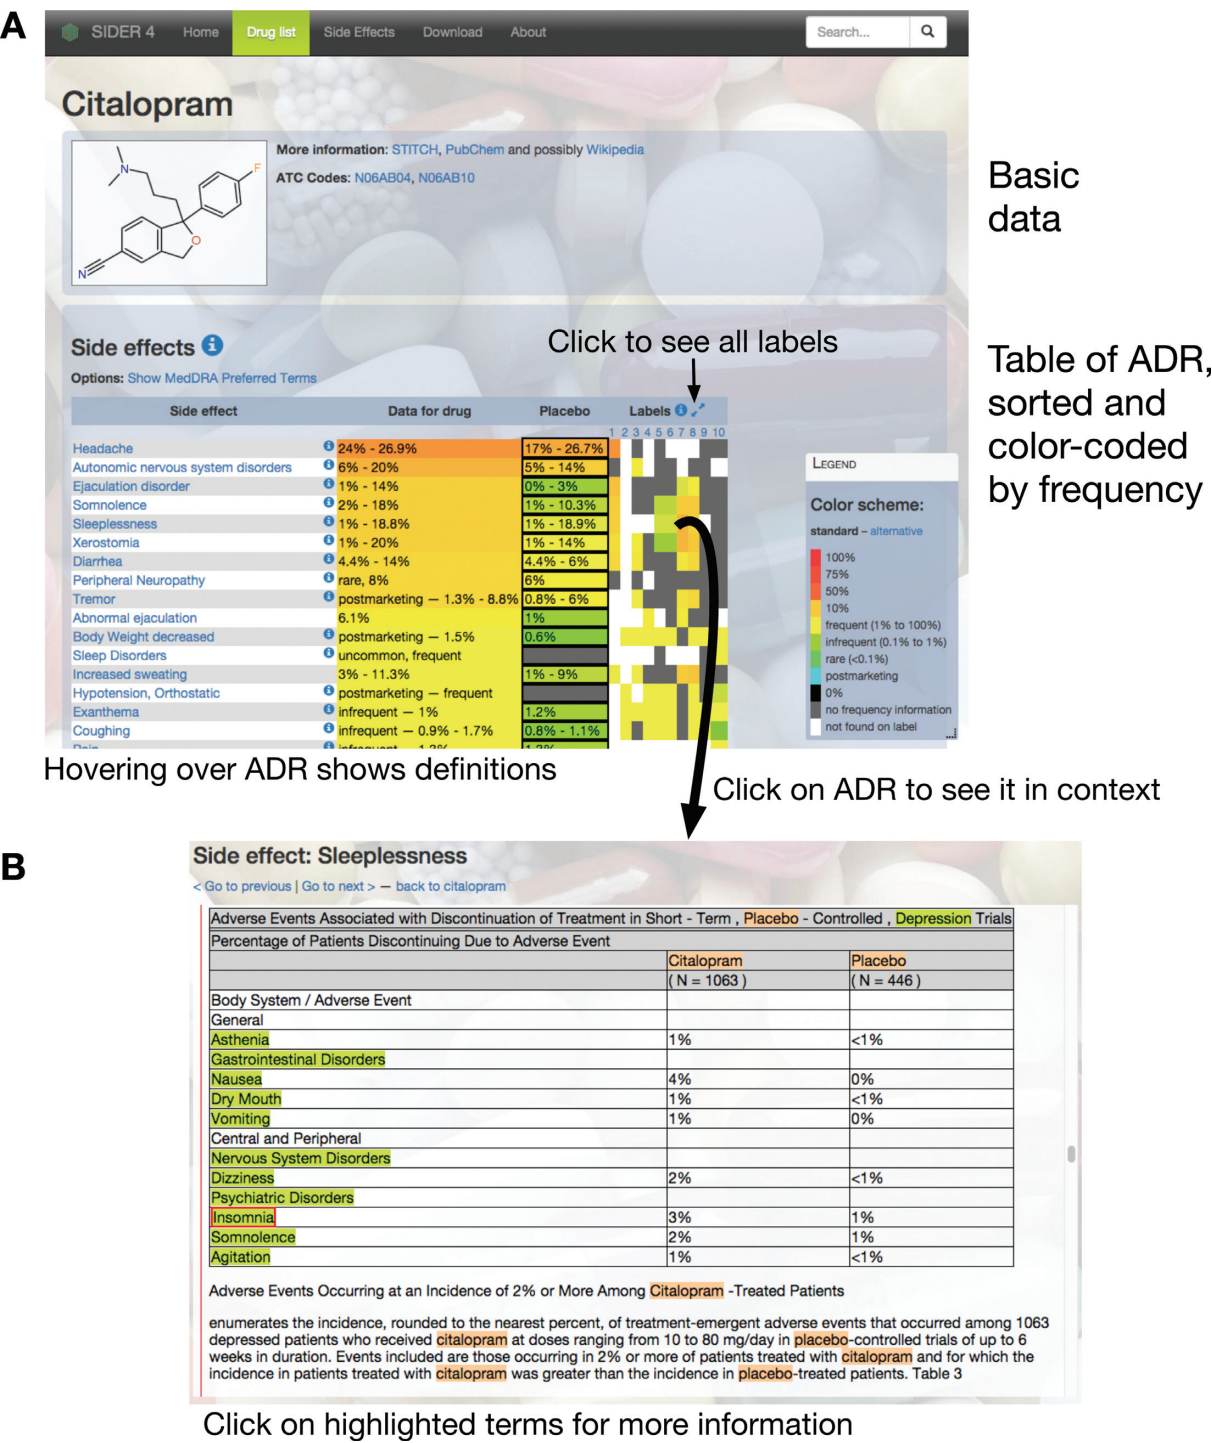 A
SIDER 4 Home Drug list Side Effects Download About Search...
Citalopram
More information: STITCH, PubChem and possibly Wikipedia
ATC Codes: N06AB04, N06AB10
N F O N
Basic
data
Side effects
Click to see all labels
Options: Show MedDRA Preferred Terms
Table of ADR,
sorted and
color-coded
by frequency
Side effect Data for drug Placebo Labels
1 2 3 4 5 6 7 8 9 10
Headache 24% - 26.9% 17% - 26.7%
Autonomic nervous system disorders 6% - 20% 5% - 14%
Ejaculation disorder 1% - 14% 0% - 3%
Somnolence 2% - 18% 1% - 10.3%
Sleeplessness 1% - 18.8% 1% - 18.9%
Xerostomia 1% - 20% 1% - 14%
Diarrhea 4.4% - 14% 4.4% - 6%
Peripheral Neuropathy rare, 8% 6%
Tremor postmarketing — 1.3% - 8.8% 0.8% - 6%
Abnormal ejaculation 6.1% 1%
Body Weight decreased postmarketing — 1.5% 0.6%
Sleep Disorders uncommon, frequent
Increased sweating 3% - 11.3% 1% - 9%
Hypotension, Orthostatic postmarketing — frequent
Exanthema infrequent — 1% 1.2%
Coughing infrequent — 0.9% - 1.7% 0.8% - 1.1%
LEGEND
Color scheme:
standard – alternative
100%
75%
50%
10%
frequent (1% to 100%)
infrequent (0.1% to 1%)
rare (<0.1%)
postmarketing
0%
no frequency information
not found on label
Hovering over ADR shows definitions
Click on ADR to see it in context
B
Side effect: Sleeplessness
< Go to previous | Go to next > — back to citalopram
Adverse Events Associated with Discontinuation of Treatment in Short - Term , Placebo - Controlled , Depression Trials
Percentage of Patients Discontinuing Due to Adverse Event
Citalopram Placebo
( N = 1063 ) ( N = 446 )
Body System / Adverse Event
General
Asthenia 1% <1%
Gastrointestinal Disorders
Nausea 4% 0%
Dry Mouth 1% <1%
Vomiting 1% 0%
Central and Peripheral
Nervous System Disorders
Dizziness 2% <1%
Psychiatric Disorders
Insomnia 3% 1%
Somnolence 2% 1%
Agitation 1% <1%
Adverse Events Occurring at an Incidence of 2% or More Among Citalopram -Treated Patients
enumerates the incidence, rounded to the nearest percent, of treatment-emergent adverse events that occurred among 1063
depressed patients who received citalopram at doses ranging from 10 to 80 mg/day in placebo-controlled trials of up to 6
weeks in duration. Events included are those occurring in 2% or more of patients treated with citalopram and for which the
incidence in patients treated with citalopram was greater than the incidence in placebo-treated patients. Table 3
Click on highlighted terms for more information